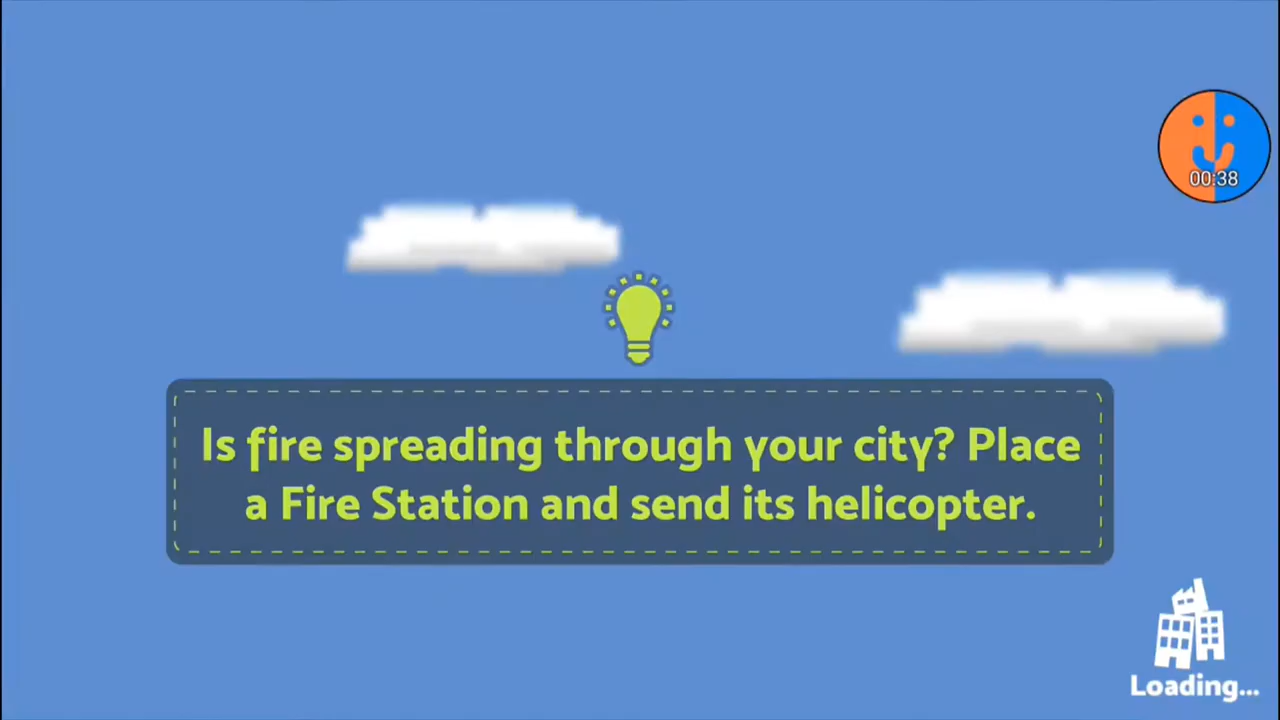 00:38
Is fire spreading through your city? Place
a Fire Station and send its helicopter.
Loading...